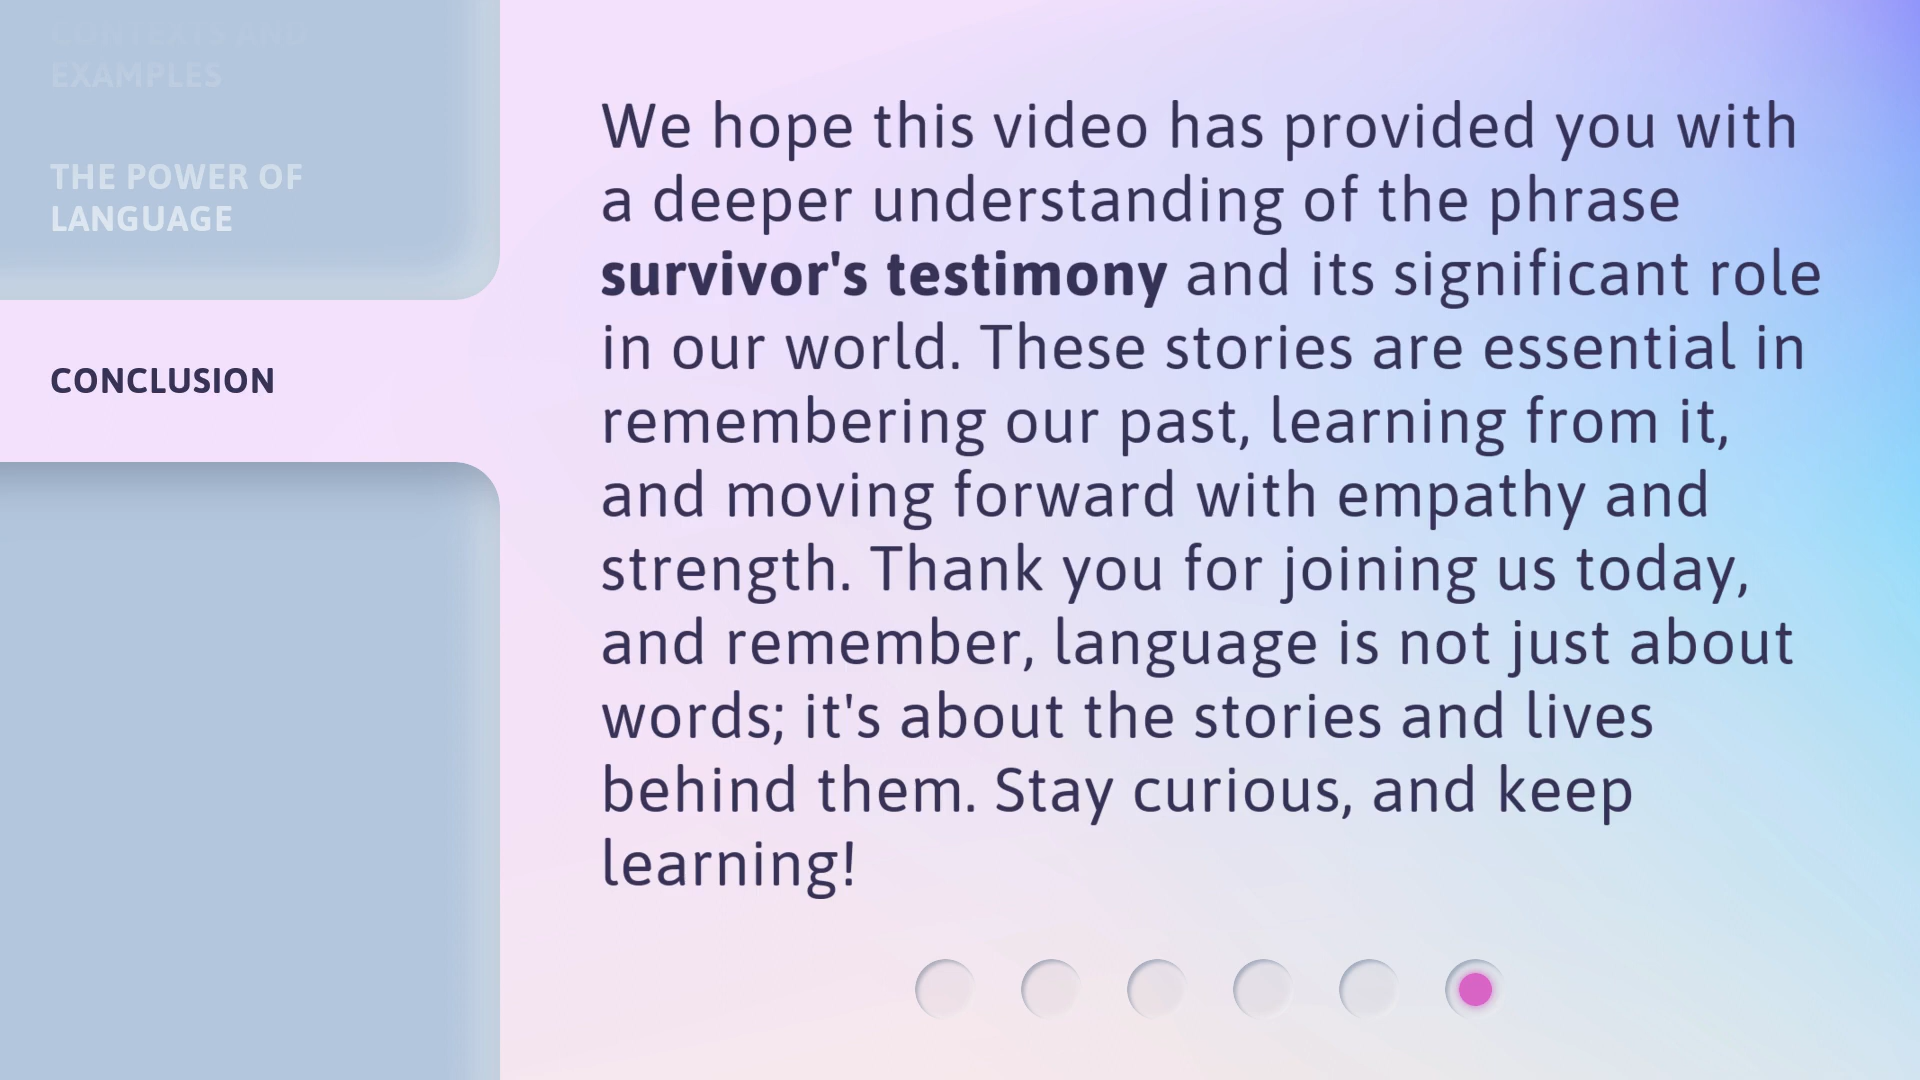 CONTEXTS AND
EXAMPLES
THE POWER OF
LANGUAGE
CONCLUSION
We hope this video has provided you with
a deeper understanding of the phrase
survivor's testimony and its significant role
in our world. These stories are essential in
remembering our past, learning from it,
and moving forward with empathy and
strength. Thank you for joining us today,
and remember, language is not just about
words; it's about the stories and lives
behind them. Stay curious, and keep
learning!